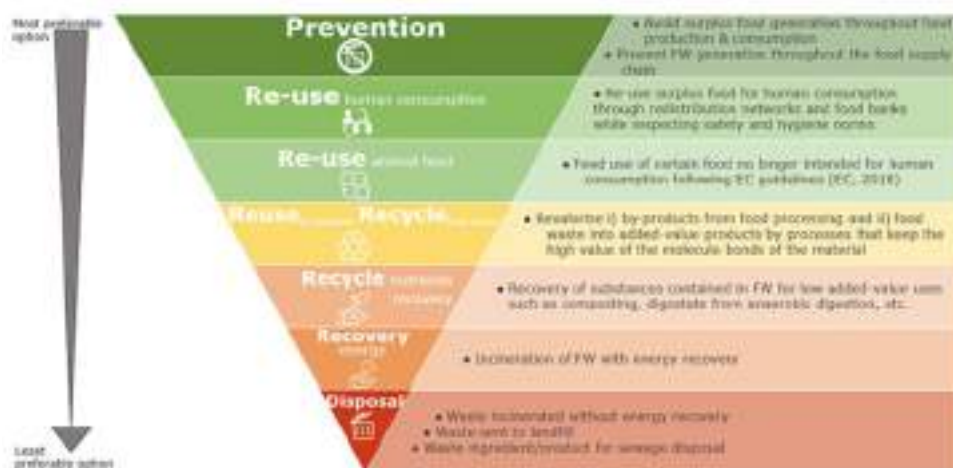 Most preferable
option
Prevention
• Avoid surplus food generation throughout food
production & consumption
• Prevent FW generation throughout the food supply
chain
Re-use human consumption
• Re-use surplus food for human consumption
through redistribution networks and food banks
while respecting safety and hygiene norms
Re-use animal feed
• Feed use of certain food no longer intended for human
consumption following EC guidelines (EC, 2018)
Reuse Recycle
• Revalorise i) by-products from food processing and ii) food
waste into added-value products by processes that keep the
high value of the molecule bonds of the material
Recycle nutrients
recovery
• Recovery of substances contained in FW for low added-value uses
such as composting, digestate from anaerobic digestion, etc.
Recovery
energy
• Incineration of FW with energy recovery
Disposal
• Waste incinerated without energy recovery
• Waste sent to landfill
• Waste ingredient/product for sewage disposal
Least
preferable option